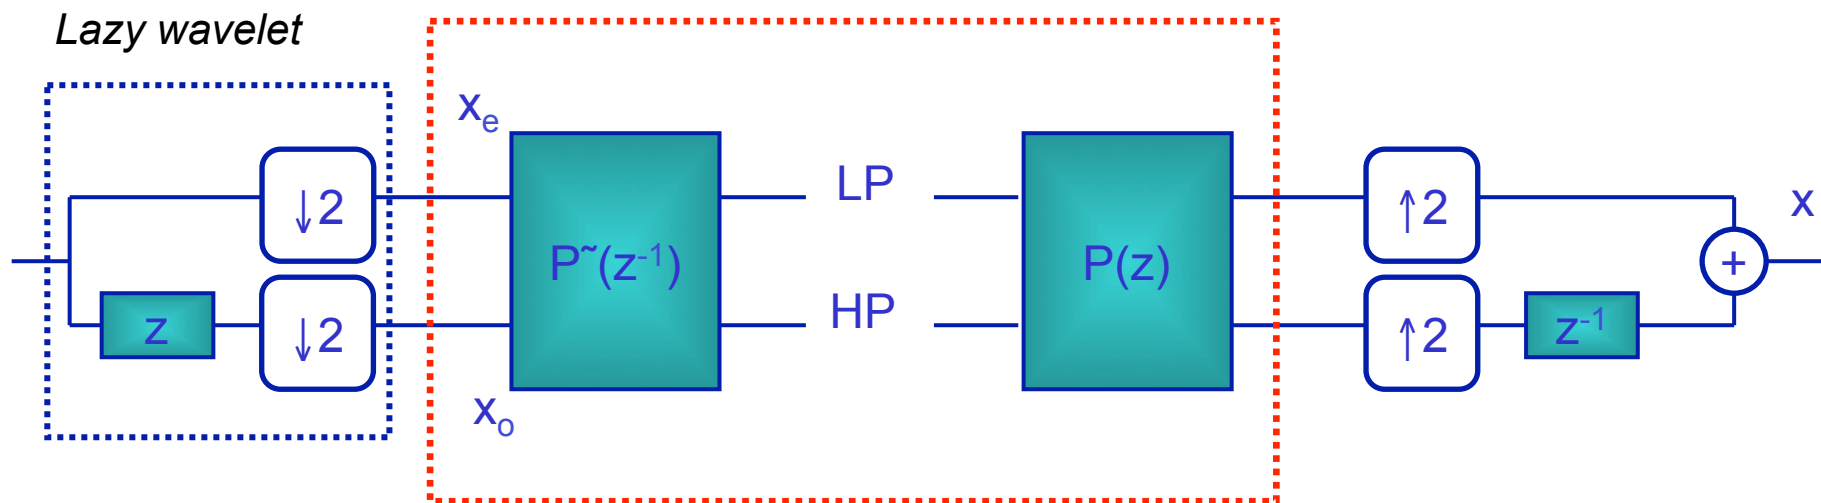 Lazy wavelet
xₑ
↓2
LP
↑2
x
P˜(z⁻¹)
P(z)
+
z
↓2
HP
↑2
z⁻¹
xₒ